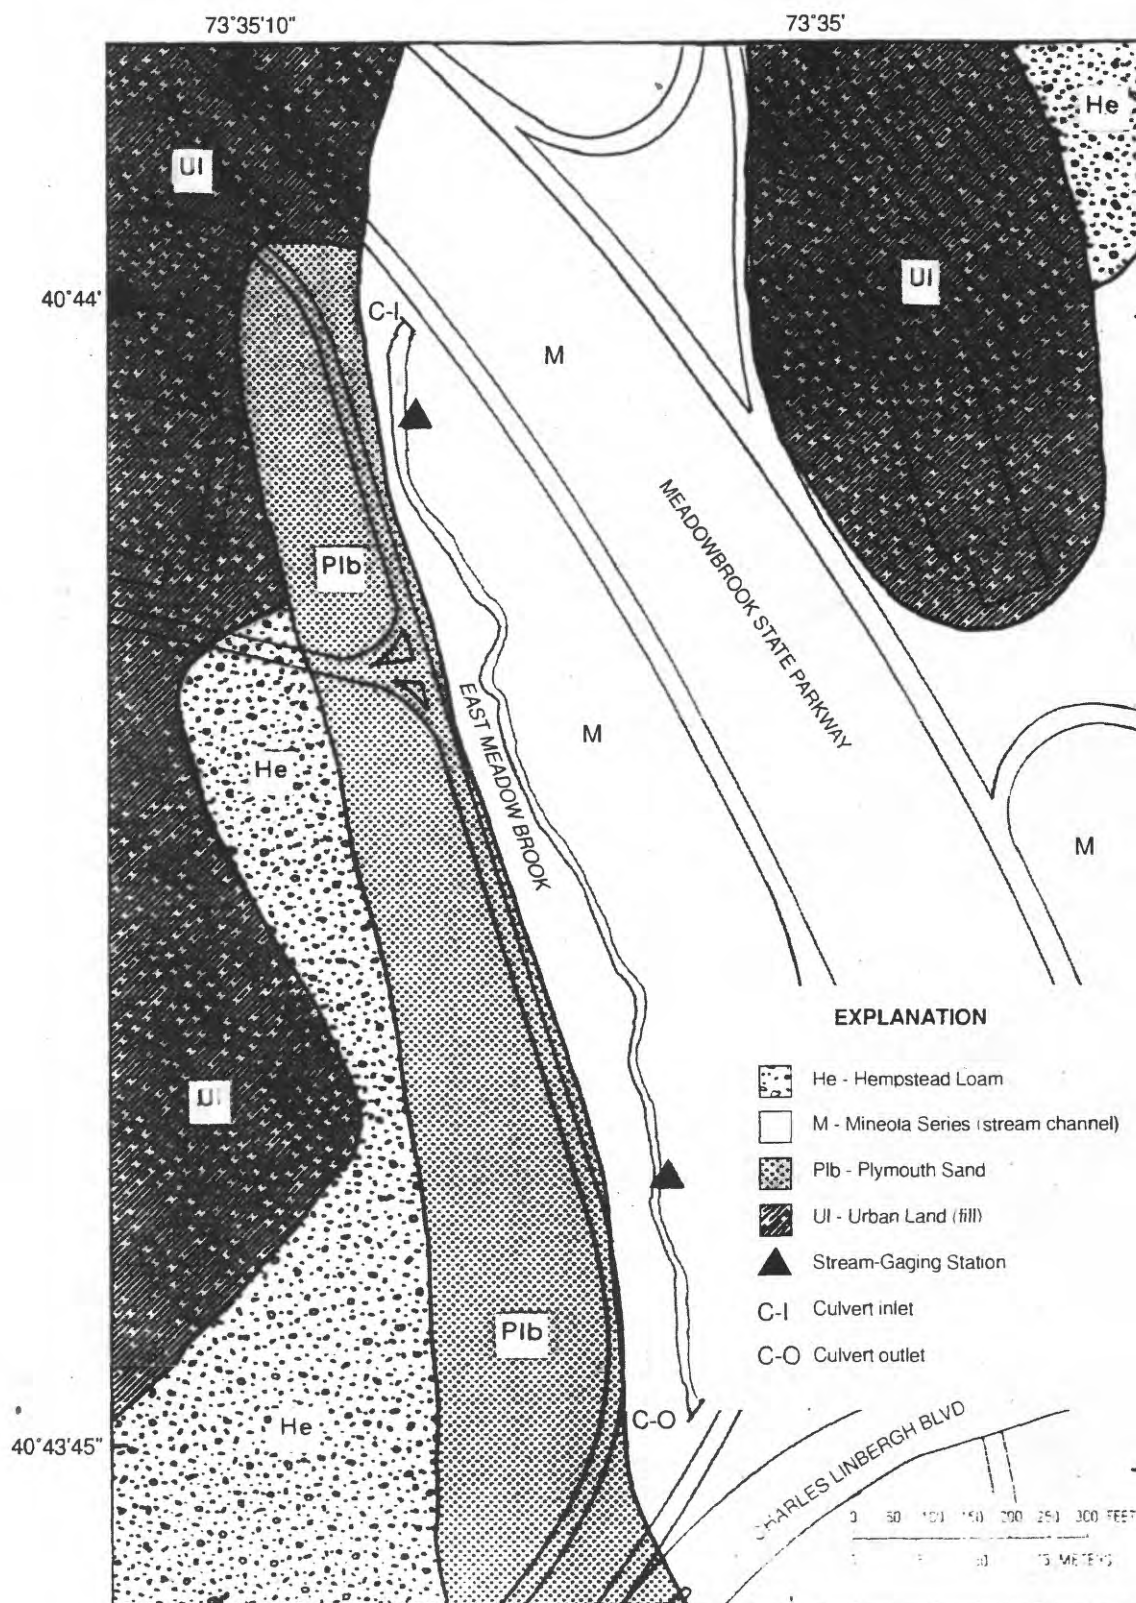 73°35'10"
73°35'
He
Ul
Ul
40°44'
C-I
M
Plb
MEADOWBROOK STATE PARKWAY
EAST MEADOW BROOK
M
He
M
EXPLANATION
He - Hempstead Loam
Ul
M - Mineola Series (stream channel)
Plb - Plymouth Sand
Ul - Urban Land (fill)
Stream-Gaging Station
C-I Culvert inlet
Plb
C-O Culvert outlet
He
C-O
40°43'45"
CHARLES LINBERGH BLVD
0 50 100 150 200 250 300 FEET
METERS